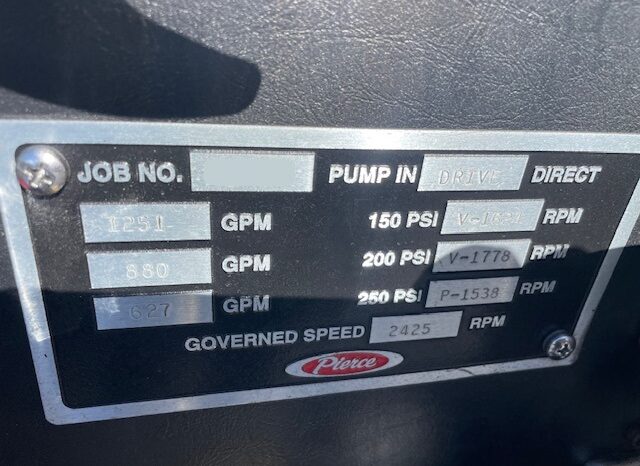 JOB NO. PUMP IN DRIVE DIRECT
1251 GPM 150 PSI RPM
880 GPM 200 PSI V-1778 RPM
627 GPM 250 PSI P-1538 RPM
GOVERNED SPEED 2425 RPM
Pierce